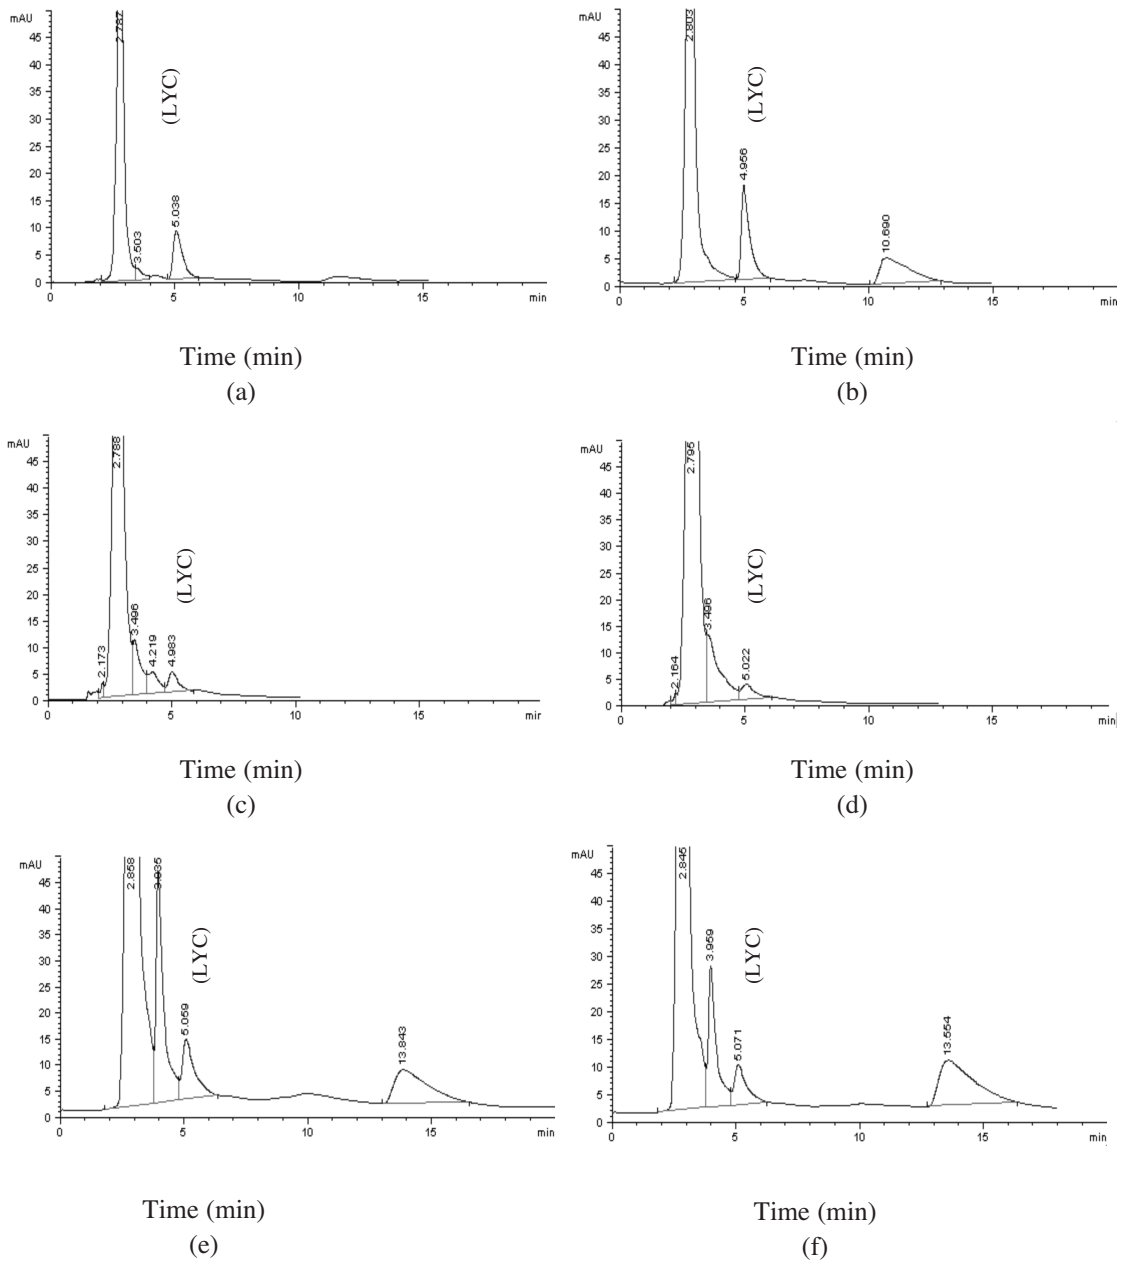 mAU
45
40
35
30
25
20
15
10
5
0
2.787
3.503
5.038
(LYC)
0 5 10 15 min
Time (min)
(a)
mAU
45
40
35
30
25
20
15
10
5
0
2.803
4.956
(LYC)
10.690
0 5 10 15 min
Time (min)
(b)
mAU
45
40
35
30
25
20
15
10
5
0
2.173
2.788
3.496
4.219
4.983
(LYC)
0 5 10 15 mir
Time (min)
(c)
mAU
45
40
35
30
25
20
15
10
5
0
2.164
2.795
3.496
5.022
(LYC)
0 5 10 15 min
Time (min)
(d)
mAU
45
40
35
30
25
20
15
10
5
0
2.858
3.935
5.059
(LYC)
13.843
0 5 10 15 min
Time (min)
(e)
mAU
45
40
35
30
25
20
15
10
5
0
2.845
3.959
5.071
(LYC)
13.554
0 5 10 15 min
Time (min)
(f)